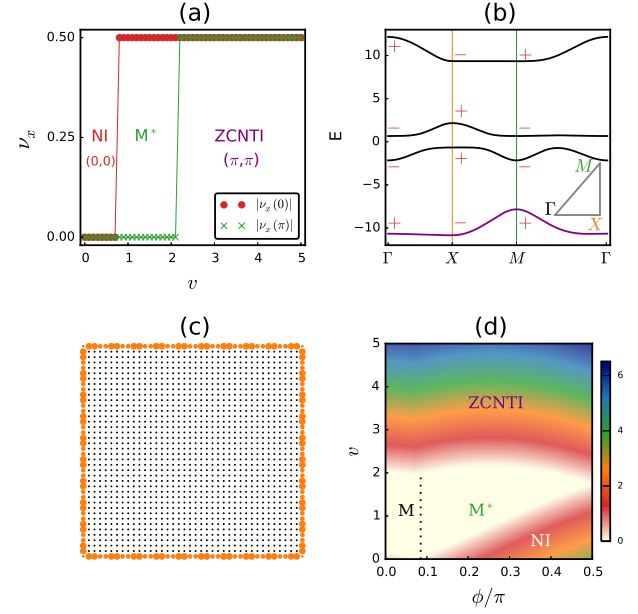 (a)
0.50
0.25
0.00
ν_x
NI
(0,0)
M*
ZCNTI
(π,π)
|ν_x(0)|
|ν_x(π)|
0 1 2 3 4 5
v
(b)
10
5
0
−5
−10
E
+ − +
+
− −
− + −
+ − +
M
Γ
X
Γ X M Γ
(c)
(d)
5
4
3
2
1
0
v
ZCNTI
M M*
NI
0.0 0.1 0.2 0.3 0.4 0.5
ϕ/π
6
4
2
0